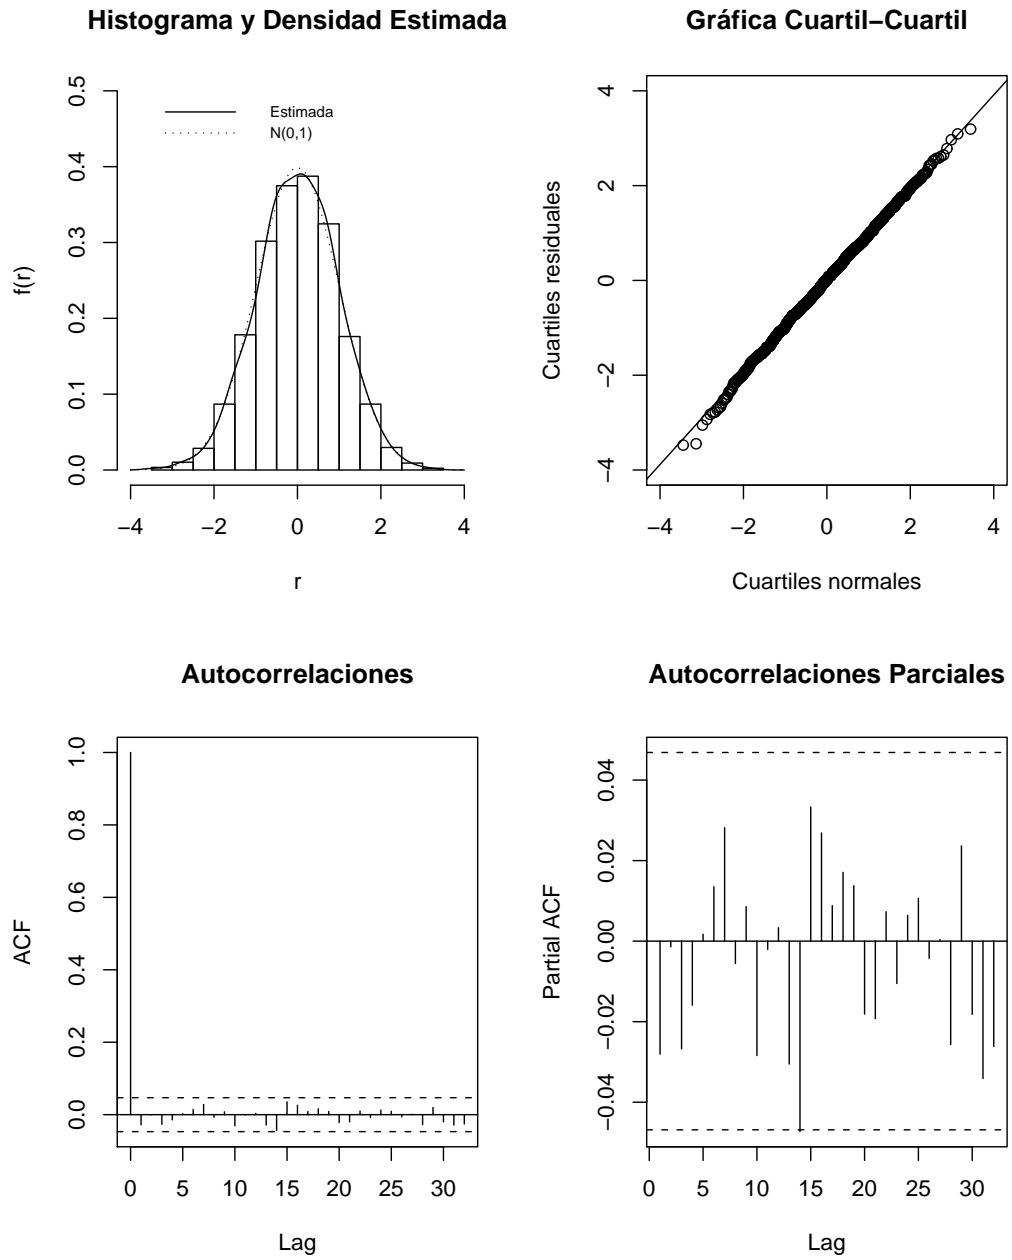 Histograma y Densidad Estimada
0.5
0.4
0.3
0.2
0.1
0.0
f(r)
Estimada
N(0,1)
−4 −2 0 2 4
r
Gráfica Cuartil−Cuartil
4
2
0
−2
−4
Cuartiles residuales
−4 −2 0 2 4
Cuartiles normales
Autocorrelaciones
1.0
0.8
0.6
0.4
0.2
0.0
ACF
0 5 10 15 20 25 30
Lag
Autocorrelaciones Parciales
0.04
0.02
0.00
−0.02
−0.04
Partial ACF
0 5 10 15 20 25 30
Lag